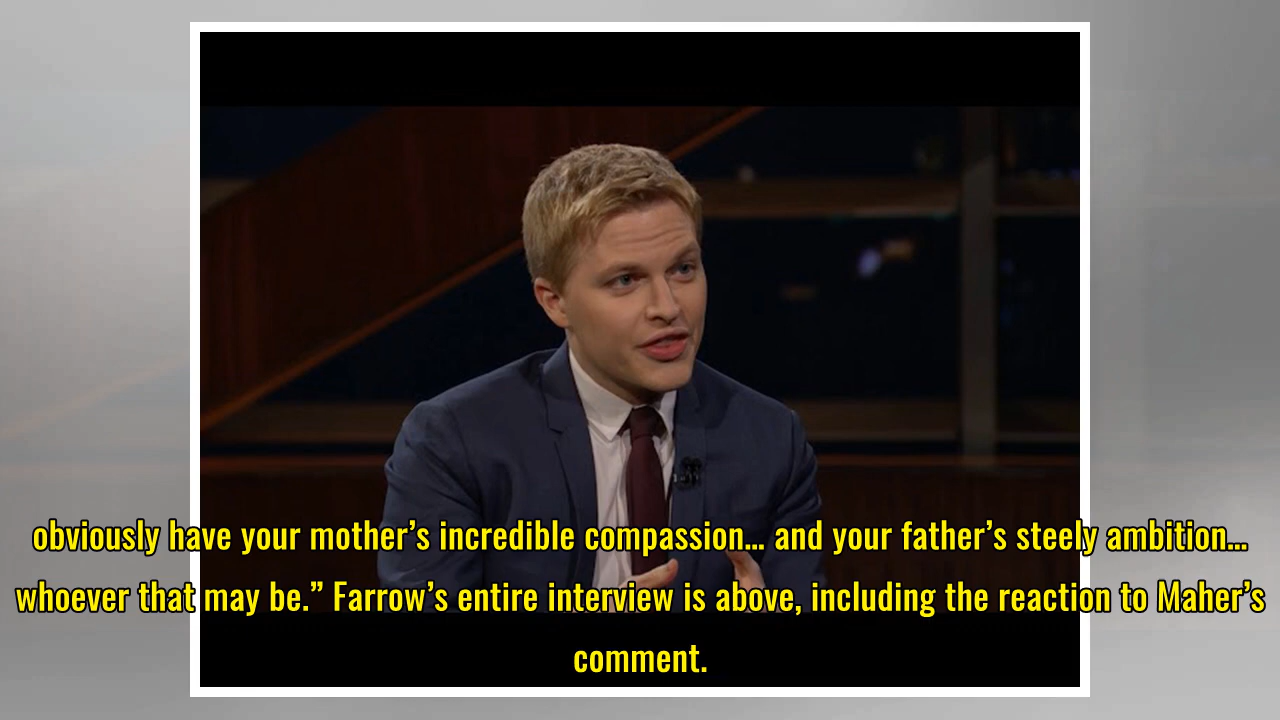 obviously have your mother’s incredible compassion... and your father’s steely ambition...
whoever that may be.” Farrow’s entire interview is above, including the reaction to Maher’s
comment.